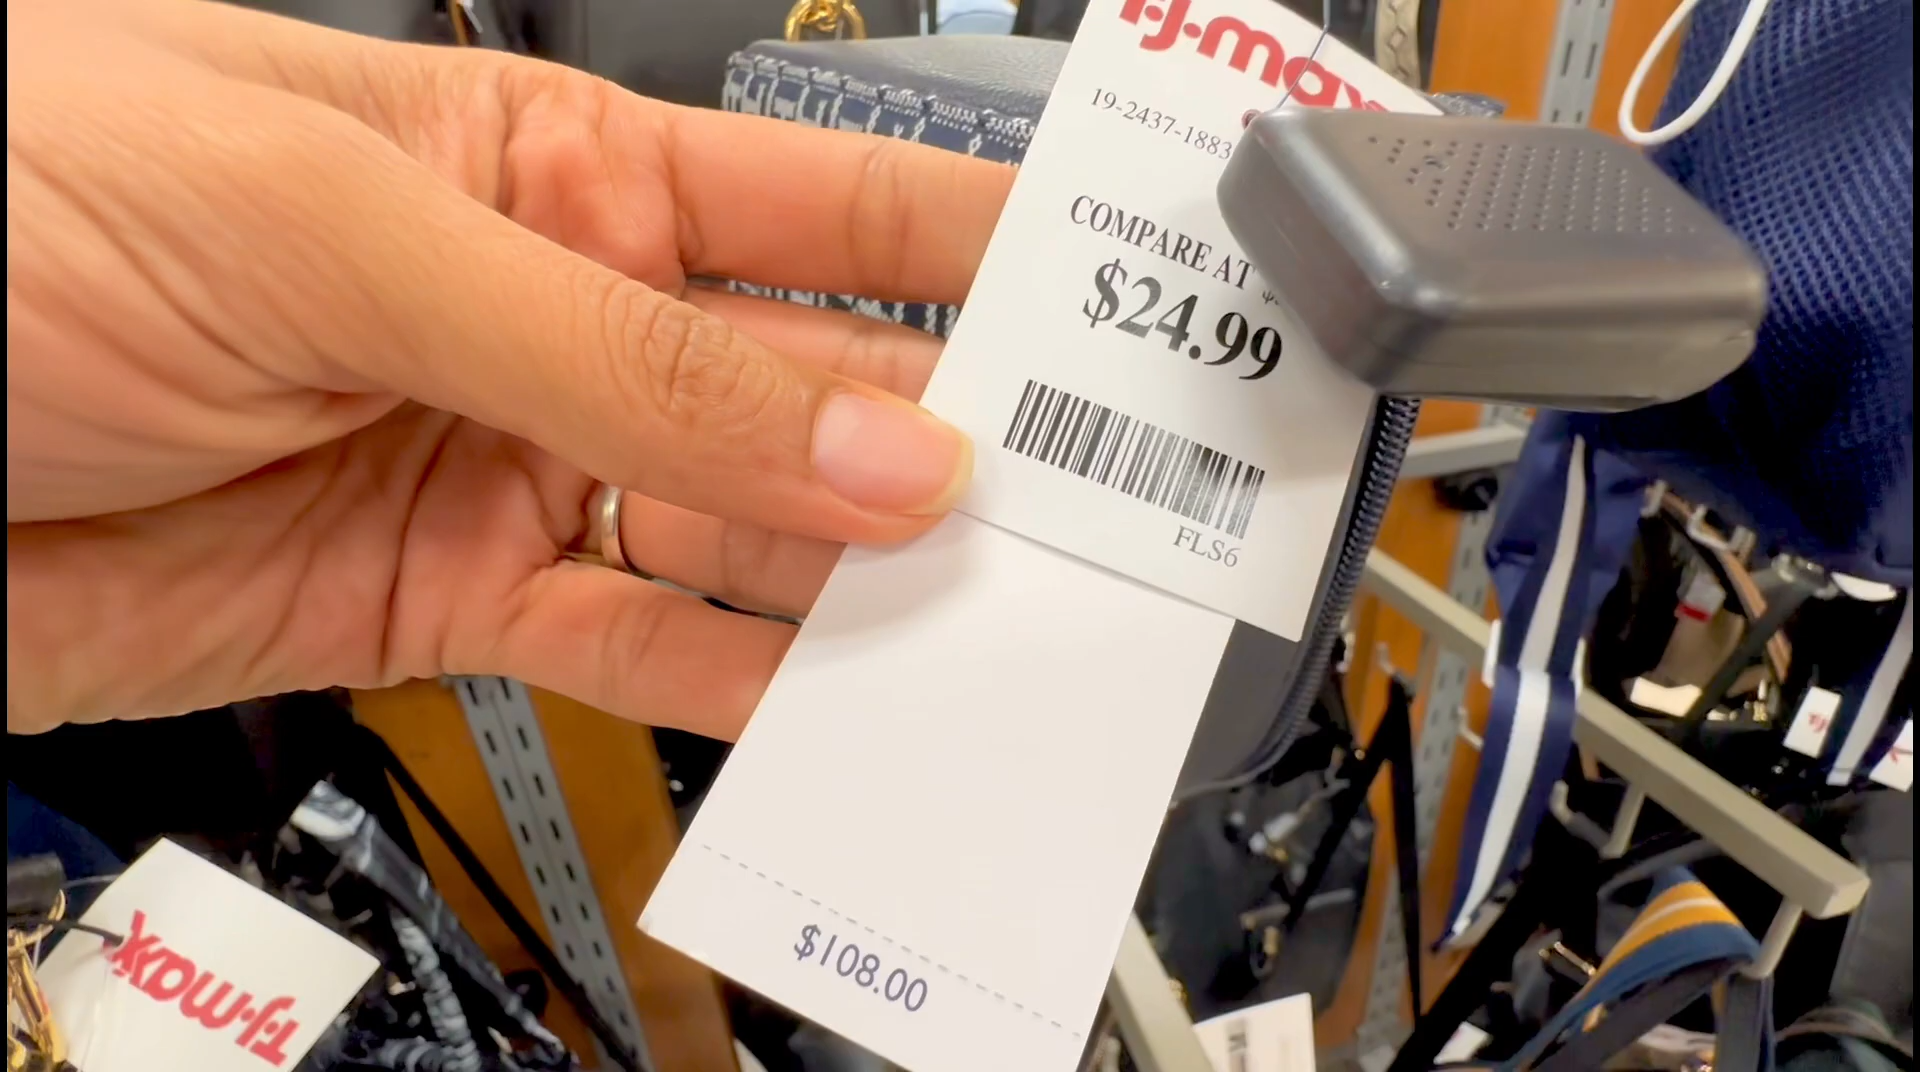 T.J.maxx
19-2437-1883
COMPARE AT
$24.99
FLS6
$108.00
T.J.maxx